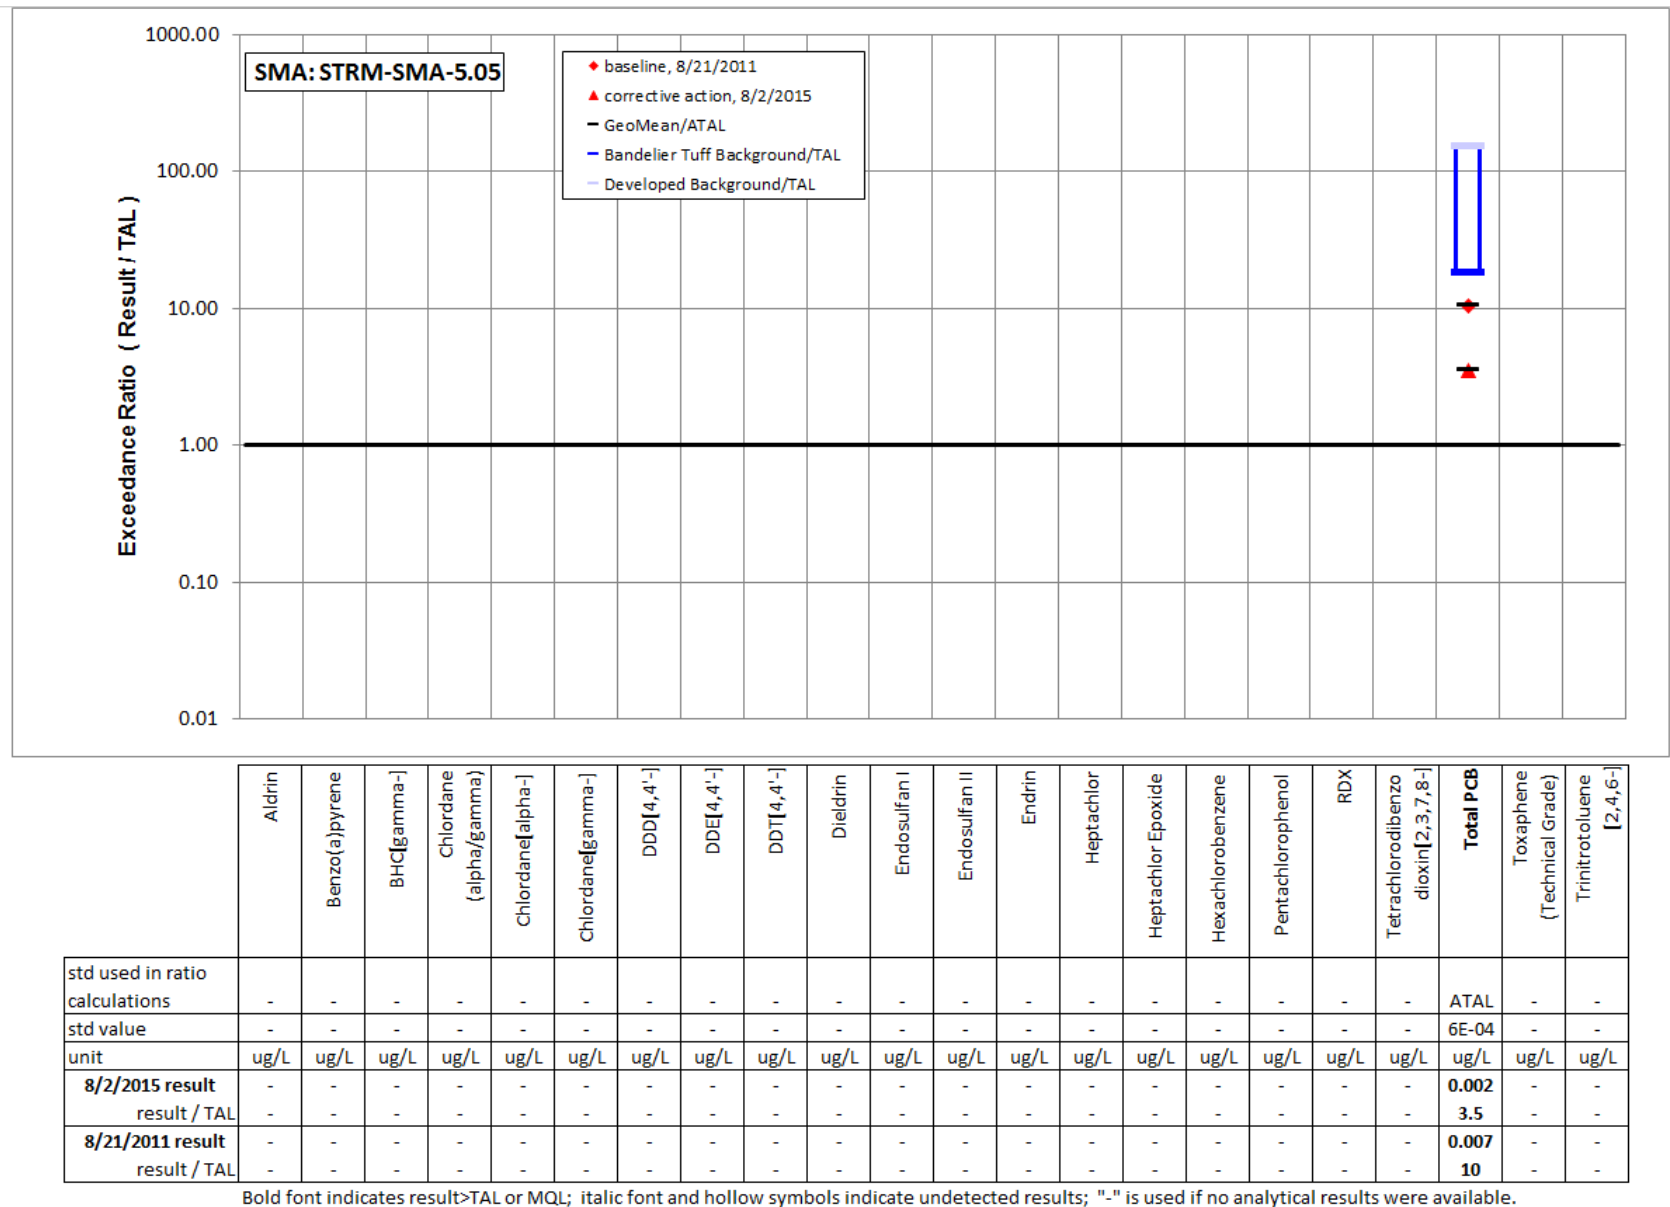 1000.00
100.00
10.00
1.00
0.10
0.01
Exceedance Ratio ( Result / TAL )
SMA: STRM-SMA-5.05
baseline, 8/21/2011
corrective action, 8/2/2015
GeoMean/ATAL
Bandelier Tuff Background/TAL
Developed Background/TAL
Aldrin
Benzo(a)pyrene
BHC[gamma-]
Chlordane
(alpha/gamma)
Chlordane[alpha-]
Chlordane[gamma-]
DDD[4,4'-]
DDE[4,4'-]
DDT[4,4'-]
Dieldrin
Endosulfan I
Endosulfan II
Endrin
Heptachlor
Heptachlor Epoxide
Hexachlorobenzene
Pentachlorophenol
RDX
Tetrachlorodibenzo
dioxin[2,3,7,8-]
Total PCB
Toxaphene
(Technical Grade)
Trinitrotoluene
[2,4,6-]
std used in ratio
calculations - - - - - - - - - - - - - - - - - - - ATAL - -
std value - - - - - - - - - - - - - - - - - - - 6E-04 - -
unit ug/L ug/L ug/L ug/L ug/L ug/L ug/L ug/L ug/L ug/L ug/L ug/L ug/L ug/L ug/L ug/L ug/L ug/L ug/L ug/L ug/L ug/L
8/2/2015 result - - - - - - - - - - - - - - - - - - - 0.002 - -
result / TAL - - - - - - - - - - - - - - - - - - - 3.5 - -
8/21/2011 result - - - - - - - - - - - - - - - - - - - 0.007 - -
result / TAL - - - - - - - - - - - - - - - - - - - 10 - -
Bold font indicates result>TAL or MQL; italic font and hollow symbols indicate undetected results; "-" is used if no analytical results were available.